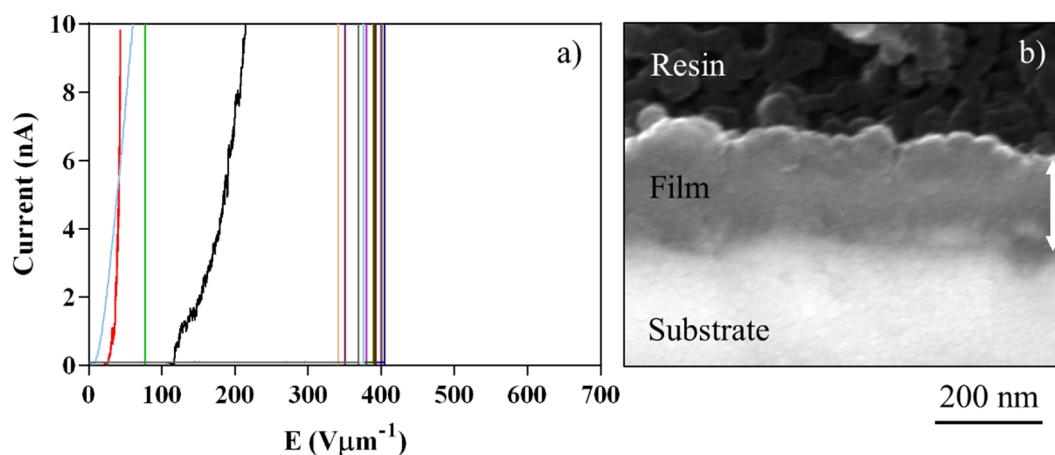 a)
10
8
6
4
2
0
Current (nA)
0 100 200 300 400 500 600 700
E (Vμm⁻¹)
b)
Resin
Film
Substrate
200 nm